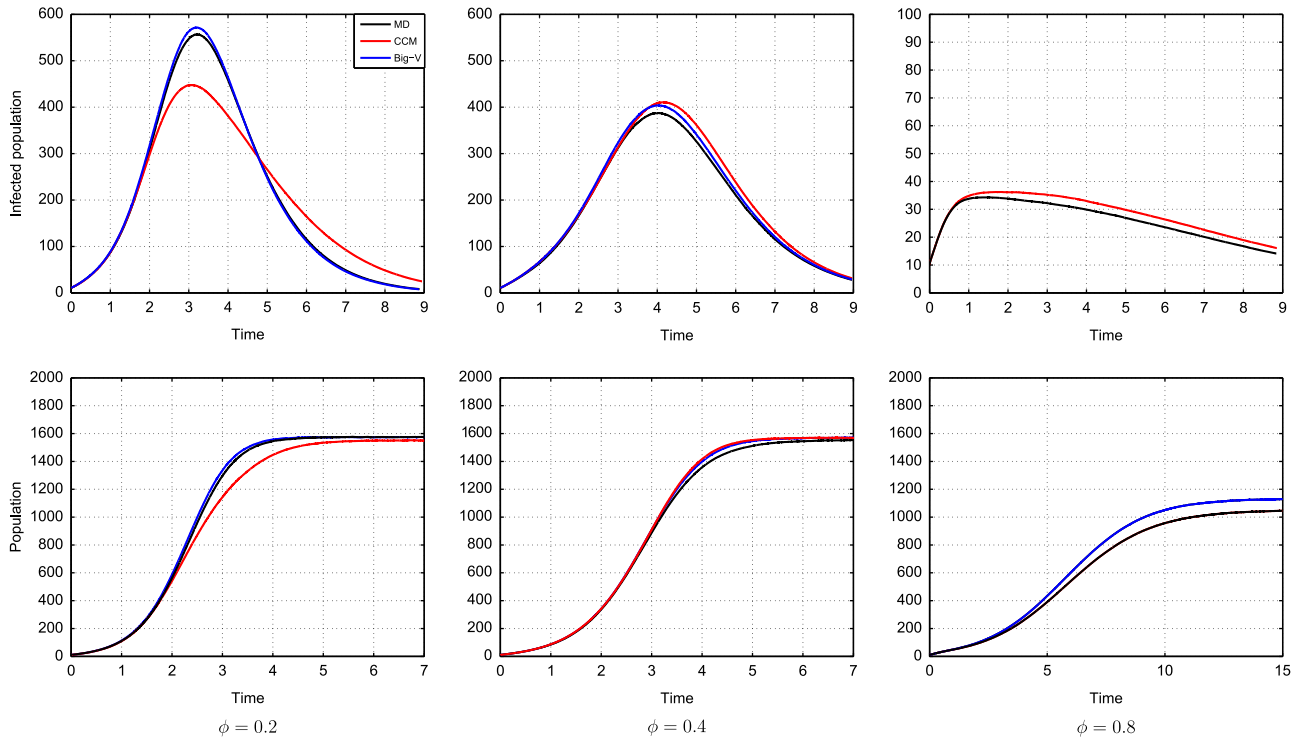 600
500
400
300
200
100
0
0 1 2 3 4 5 6 7 8 9
Infected population
Time
MD
CCM
Big-V
600
500
400
300
200
100
0
0 1 2 3 4 5 6 7 8 9
Time
100
90
80
70
60
50
40
30
20
10
0
0 1 2 3 4 5 6 7 8 9
Time
2000
1800
1600
1400
1200
1000
800
600
400
200
0
0 1 2 3 4 5 6 7
Population
Time
ϕ = 0.2
2000
1800
1600
1400
1200
1000
800
600
400
200
0
0 1 2 3 4 5 6 7
Time
ϕ = 0.4
2000
1800
1600
1400
1200
1000
800
600
400
200
0
0 5 10 15
Time
ϕ = 0.8